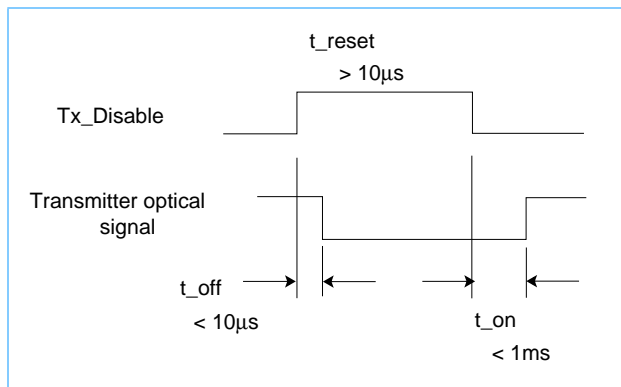 t_reset
> 10μs
Tx_Disable
Transmitter optical
signal
t_off
< 10μs
t_on
< 1ms